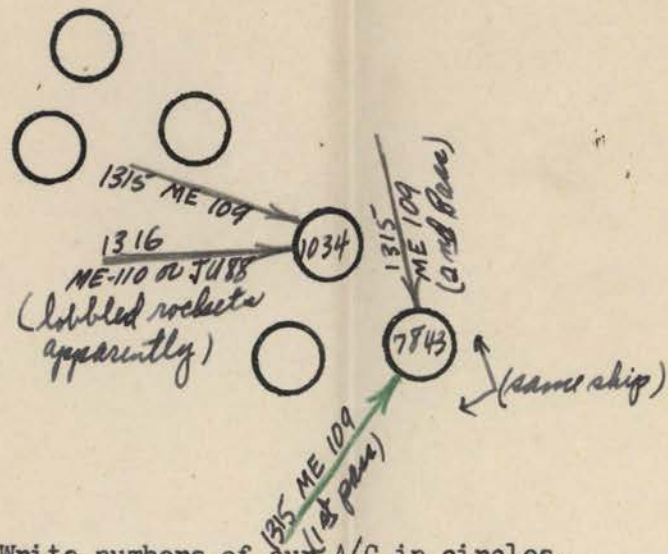 1315 ME 109
1316
ME-110 or JU88
(lobbled rockets
apparently)
1034
1315
ME 109
(2nd Pass)
7843
(same ship)
1315 ME 109
(1st pass)
Write numbers of our A/C in circles